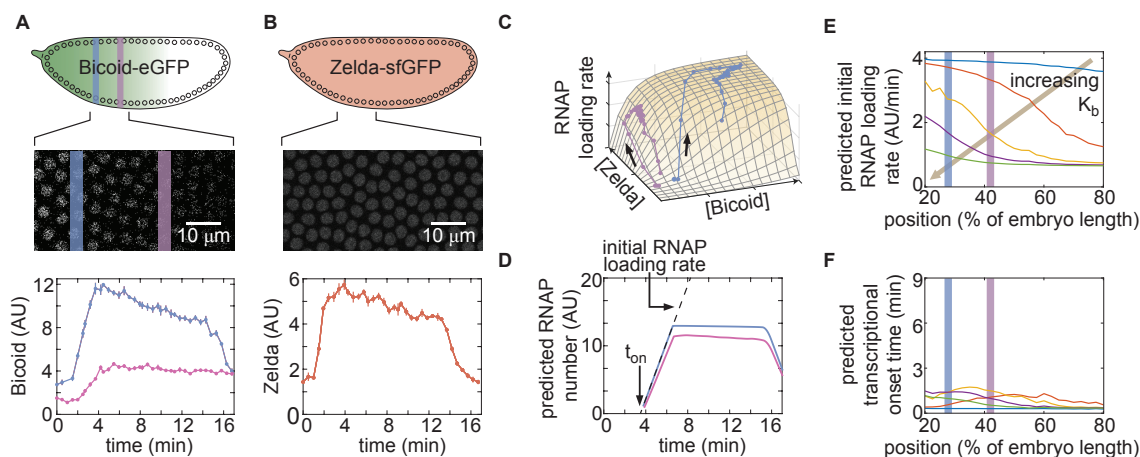 A
Bicoid-eGFP
10 μm
12
8
4
0
Bicoid (AU)
0 4 8 12 16
time (min)
B
Zelda-sfGFP
10 μm
6
4
2
0
Zelda (AU)
0 4 8 12 16
time (min)
C
RNAP
loading rate
[Zelda]
[Bicoid]
D
initial RNAP
loading rate
20
10
0
predicted RNAP
number (AU)
t_on
0 4 8 12 16
time (min)
E
4
2
0
predicted initial
RNAP loading
rate (AU/min)
increasing
K_b
20 40 60 80
position (% of embryo length)
F
9
6
3
0
predicted
transcriptional
onset time (min)
20 40 60 80
position (% of embryo length)